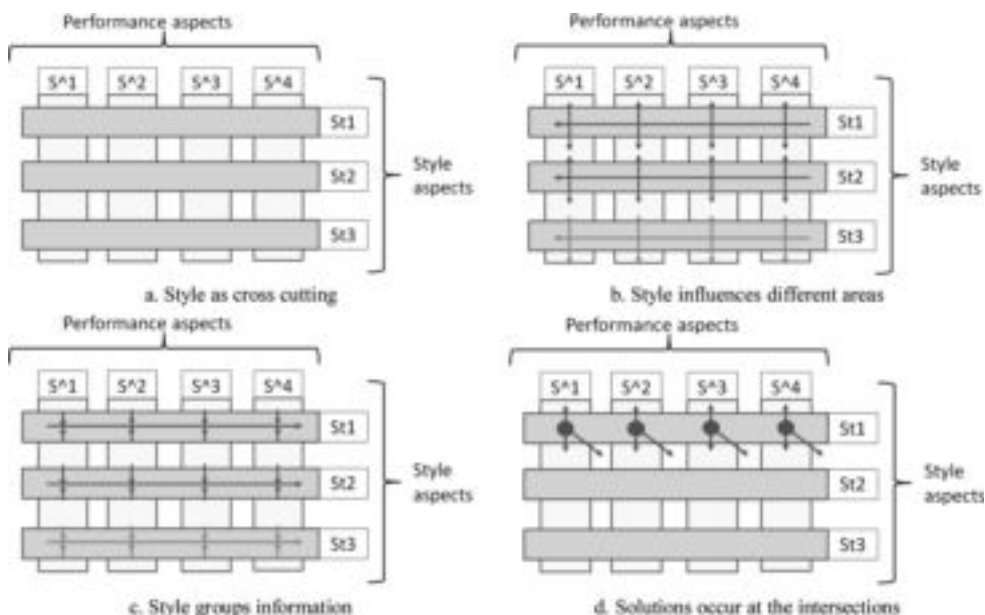 Performance aspects
S^1 S^2 S^3 S^4
St1
St2
St3
Style
aspects
a. Style as cross cutting
Performance aspects
S^1 S^2 S^3 S^4
St1
St2
St3
Style
aspects
b. Style influences different areas
Performance aspects
S^1 S^2 S^3 S^4
St1
St2
St3
Style
aspects
c. Style groups information
Performance aspects
S^1 S^2 S^3 S^4
St1
St2
St3
Style
aspects
d. Solutions occur at the intersections